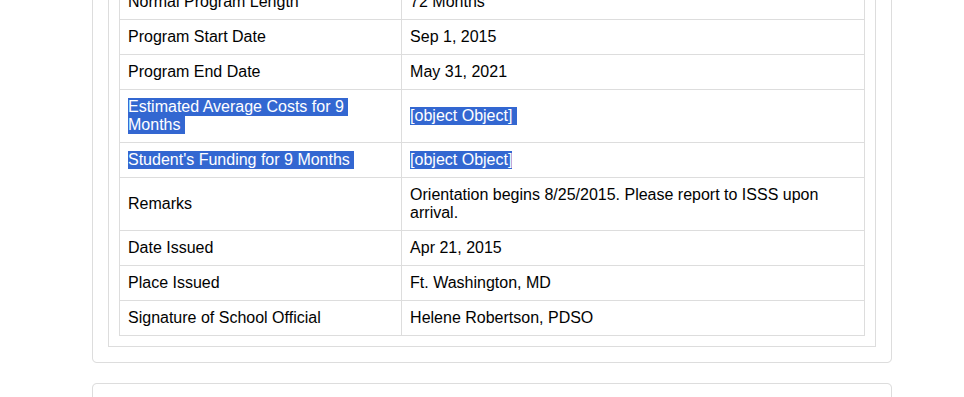 Normal Program Length 72 Months
Program Start Date Sep 1, 2015
Program End Date May 31, 2021
Estimated Average Costs for 9
Months [object Object]
Student's Funding for 9 Months [object Object]
Remarks Orientation begins 8/25/2015. Please report to ISSS upon
arrival.
Date Issued Apr 21, 2015
Place Issued Ft. Washington, MD
Signature of School Official Helene Robertson, PDSO